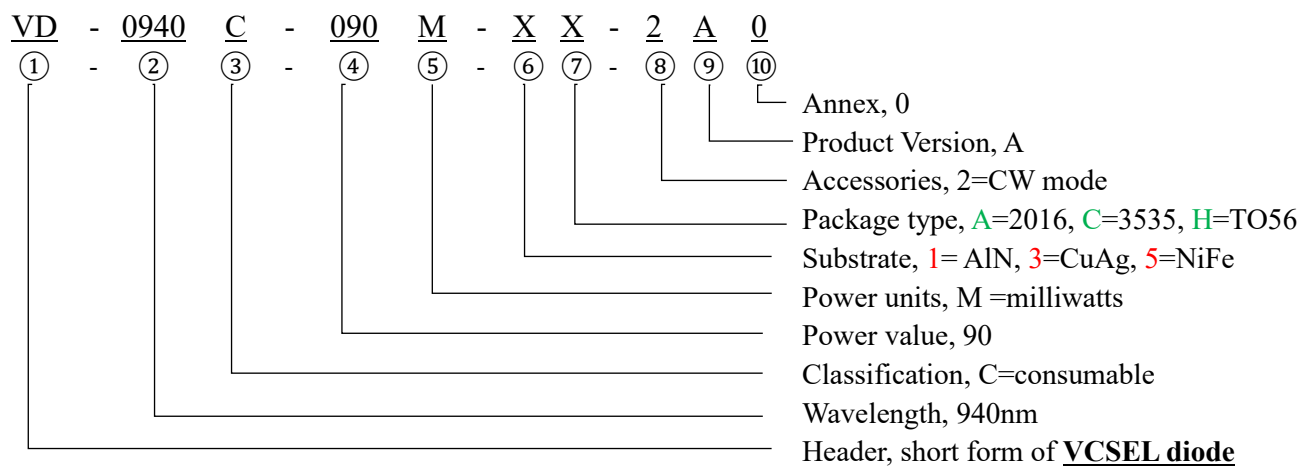 VD - 0940 C - 090 M - X X - 2 A 0
① - ② ③ - ④ ⑤ - ⑥ ⑦ - ⑧ ⑨ ⑩
Annex, 0
Product Version, A
Accessories, 2=CW mode
Package type, A=2016, C=3535, H=TO56
Substrate, 1= AlN, 3=CuAg, 5=NiFe
Power units, M =milliwatts
Power value, 90
Classification, C=consumable
Wavelength, 940nm
Header, short form of VCSEL diode